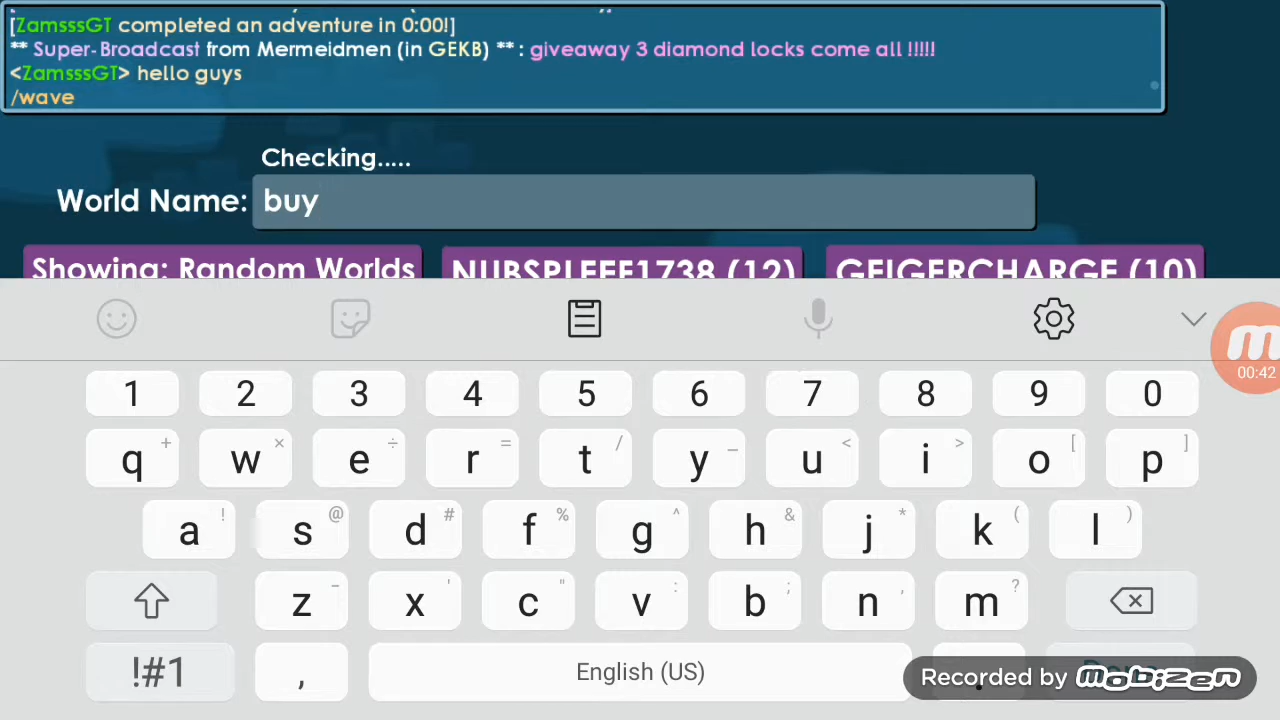 [ZamsssGT completed an adventure in 0:00!]
** Super-Broadcast from Mermeidmen (in GEKB) ** : giveaway 3 diamond locks come all !!!!!
<ZamsssGT> hello guys
/wave
Checking.....
World Name: buy
Showing: Random Worlds
GEIGERCHARGE (10)
00:42
1 2 3 4 5 6 7 8 9 0
q + w × e ÷ r = t / y _ u < i > o [ p ]
a ! s @ d # f % g ^ h & j * k ( l )
z - x ' c " v : b ; n , m ?
!#1 , English (US)
Recorded by mobizen